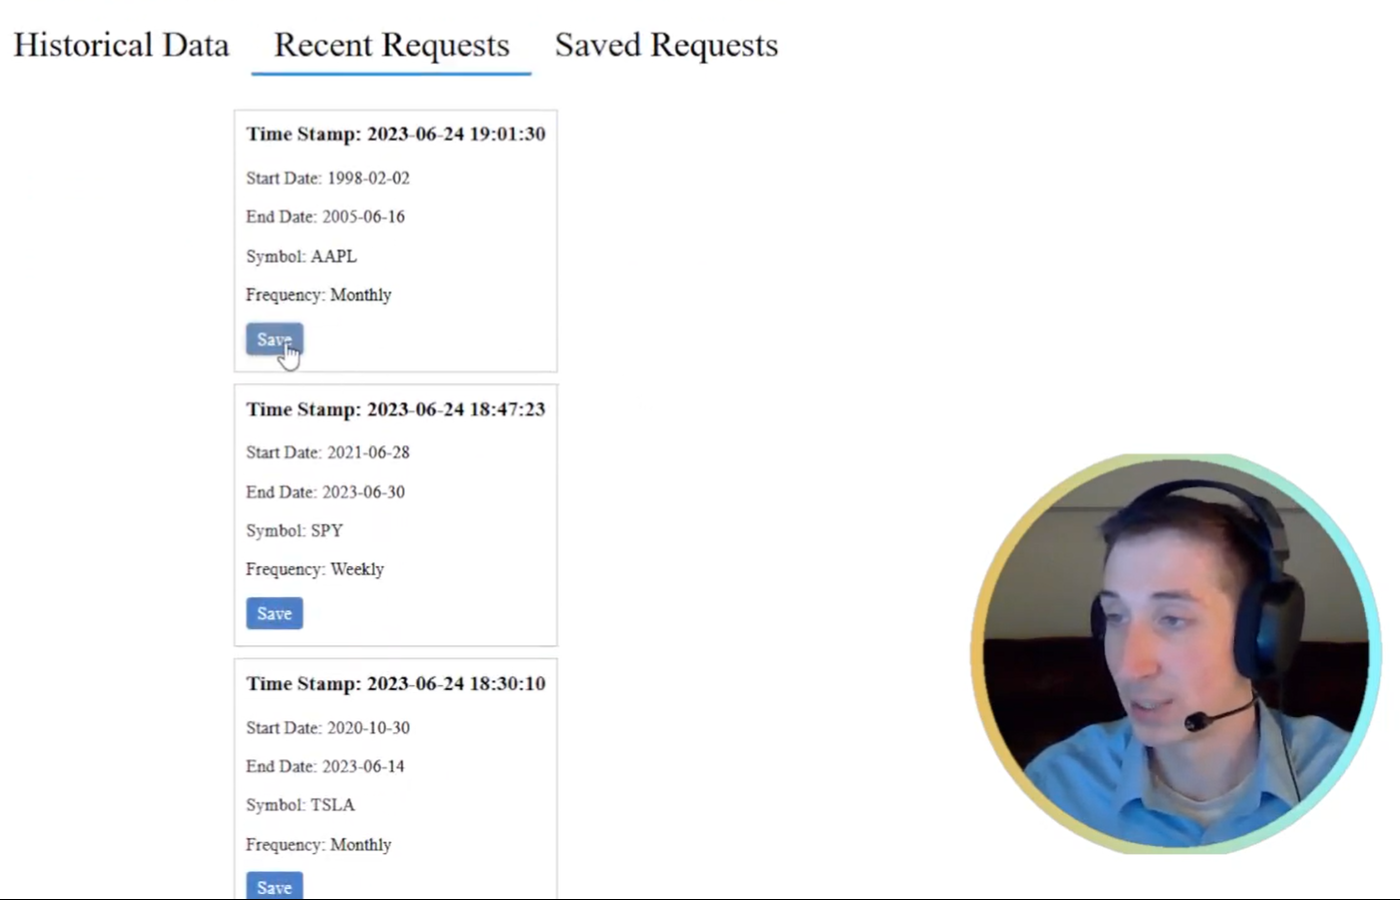 Historical Data
Recent Requests
Saved Requests
Time Stamp: 2023-06-24 19:01:30
Start Date: 1998-02-02
End Date: 2005-06-16
Symbol: AAPL
Frequency: Monthly
Save
Time Stamp: 2023-06-24 18:47:23
Start Date: 2021-06-28
End Date: 2023-06-30
Symbol: SPY
Frequency: Weekly
Save
Time Stamp: 2023-06-24 18:30:10
Start Date: 2020-10-30
End Date: 2023-06-14
Symbol: TSLA
Frequency: Monthly
Save